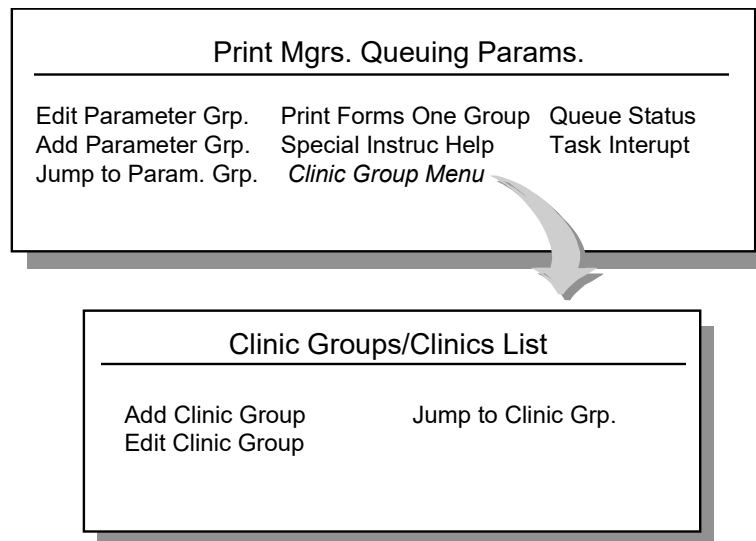 Print Mgrs. Queuing Params.
Edit Parameter Grp. Print Forms One Group Queue Status
Add Parameter Grp. Special Instruc Help Task Interupt
Jump to Param. Grp. Clinic Group Menu
Clinic Groups/Clinics List
Add Clinic Group Jump to Clinic Grp.
Edit Clinic Group